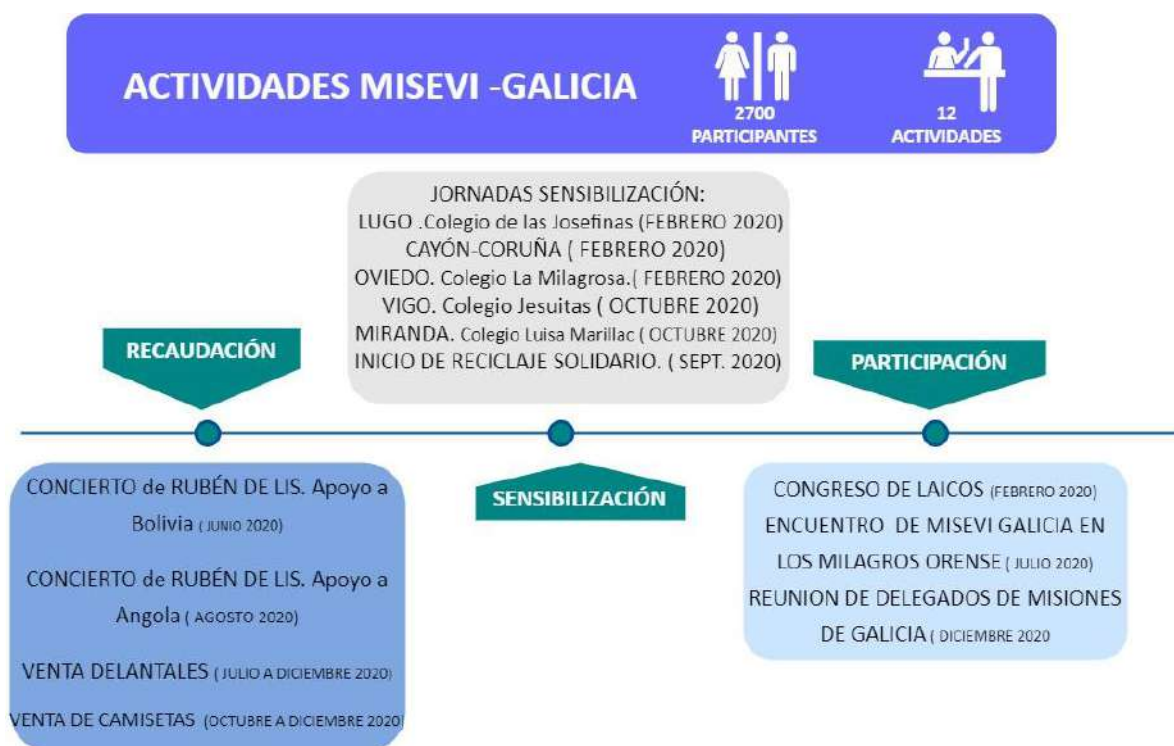 ACTIVIDADES MISEVI -GALICIA
2700
PARTICIPANTES
12
ACTIVIDADES
JORNADAS SENSIBILIZACIÓN:
LUGO .Colegio de las Josefinas (FEBRERO 2020)
CAYÓN-CORUÑA ( FEBRERO 2020)
OVIEDO. Colegio La Milagrosa.( FEBRERO 2020)
VIGO. Colegio Jesuitas ( OCTUBRE 2020)
MIRANDA. Colegio Luisa Marillac ( OCTUBRE 2020)
INICIO DE RECICLAJE SOLIDARIO. ( SEPT. 2020)
RECAUDACIÓN
PARTICIPACIÓN
SENSIBILIZACIÓN
CONCIERTO de RUBÉN DE LIS. Apoyo a
Bolivia ( JUNIO 2020)
CONCIERTO de RUBÉN DE LIS. Apoyo a
Angola ( AGOSTO 2020)
VENTA DELANTALES ( JULIO A DICIEMBRE 2020)
VENTA DE CAMISETAS (OCTUBRE A DICIEMBRE 2020)
CONGRESO DE LAICOS (FEBRERO 2020)
ENCUENTRO DE MISEVI GALICIA EN
LOS MILAGROS ORENSE ( JULIO 2020)
REUNION DE DELEGADOS DE MISIONES
DE GALICIA ( DICIEMBRE 2020